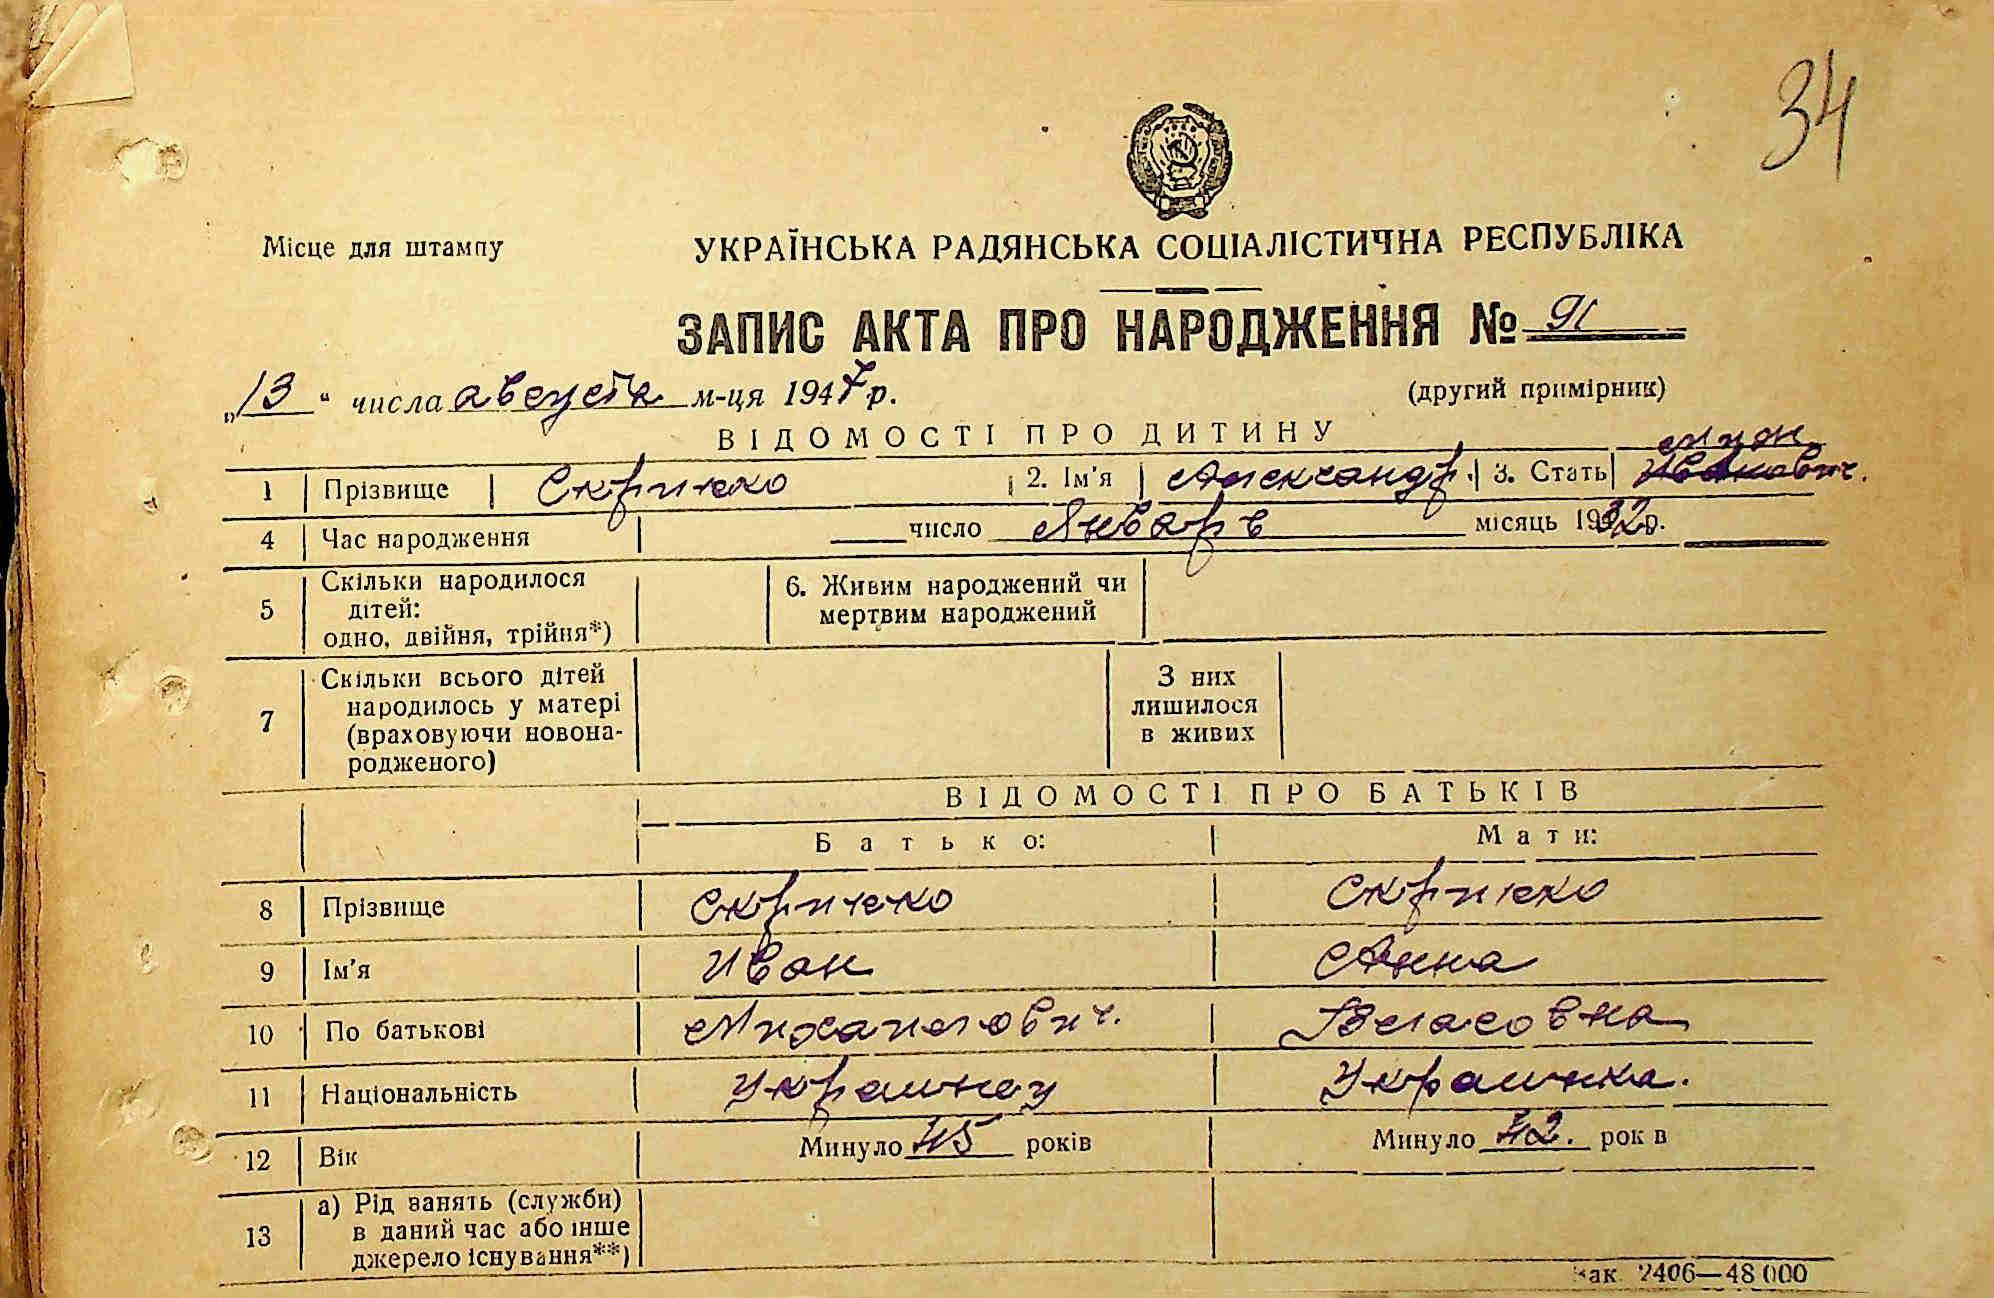 34
Місце для штампу
УКРАЇНСЬКА РАДЯНСЬКА СОЦІАЛІСТИЧНА РЕСПУБЛІКА
ЗАПИС АКТА ПРО НАРОДЖЕННЯ № 91
„13“ числа августа м-ця 1947 р.
(другий примірник)
ВІДОМОСТІ ПРО ДИТИНУ
1 Прізвище Скрипко 2. Ім'я Александр. 3. Стать Иванович.
4 Час народження число Январь місяць 1932р.
5 Скільки народилося дітей: одно, двійня, трійня*) 6. Живим народжений чи мертвим народжений
7 Скільки всього дітей народилось у матері (враховуючи новона-родженого) З них лишилося в живих
ВІДОМОСТІ ПРО БАТЬКІВ
Батько: Мати:
8 Прізвище Скрипко Скрипко
9 Ім'я Иван Анна
10 По батькові Михайлович. Власовна
11 Національність Украинец Украинка.
12 Вік Минуло 45 років Минуло 42. рок в
13 а) Рід занять (служби) в даний час або інше джерело існування**)
Зак. 2406—48 000